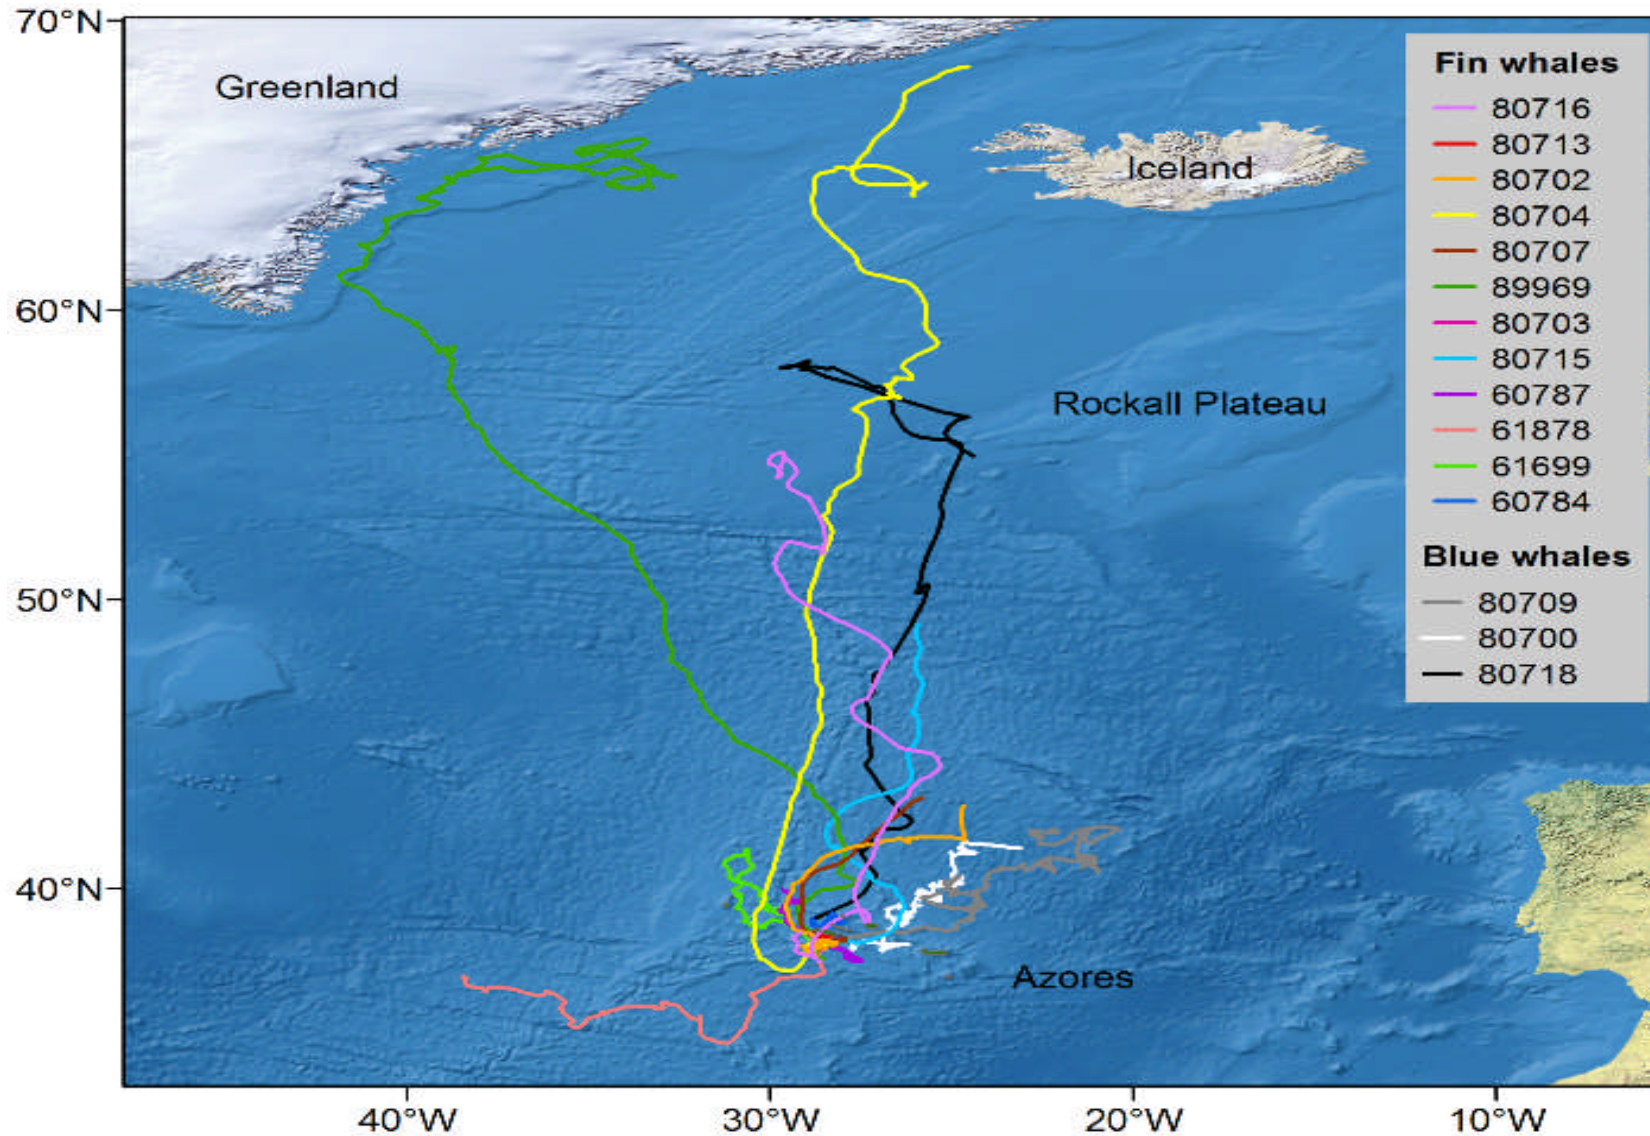 70°N
60°N
50°N
40°N
Greenland
Iceland
Rockall Plateau
Azores
40°W
30°W
20°W
10°W
Fin whales
80716
80713
80702
80704
80707
89969
80703
80715
60787
61878
61699
60784
Blue whales
80709
80700
80718